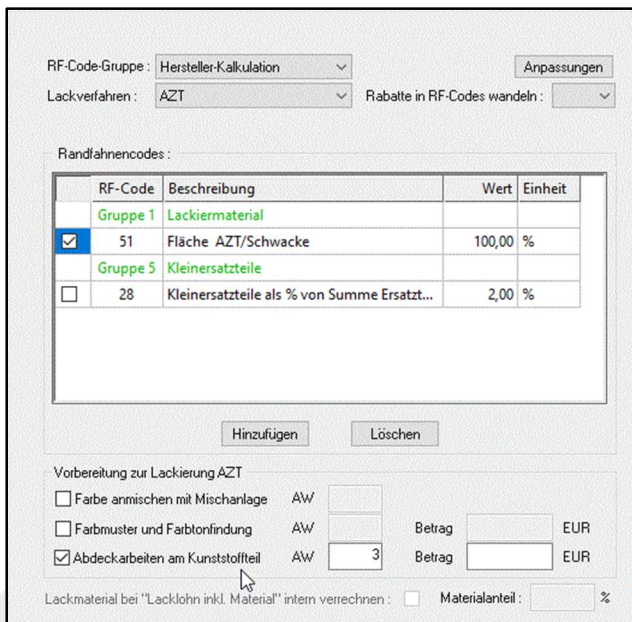 RF-Code-Gruppe : Hersteller-Kalkulation Anpassungen
Lackverfahren : AZT Rabatte in RF-Codes wandeln :
Randfahnencodes :
RF-Code Beschreibung Wert Einheit
Gruppe 1 Lackiermaterial
51 Fläche AZT/Schwacke 100,00 %
Gruppe 5 Kleinersatzteile
28 Kleinersatzteile als % von Summe Ersatzt... 2,00 %
Hinzufügen Löschen
Vorbereitung zur Lackierung AZT
Farbe anmischen mit Mischanlage AW
Farbmuster und Farbtonfindung AW Betrag EUR
Abdeckarbeiten am Kunststoffteil AW 3 Betrag EUR
Lackmaterial bei "Lacklohn inkl. Material" intern verrechnen : Materialanteil : %